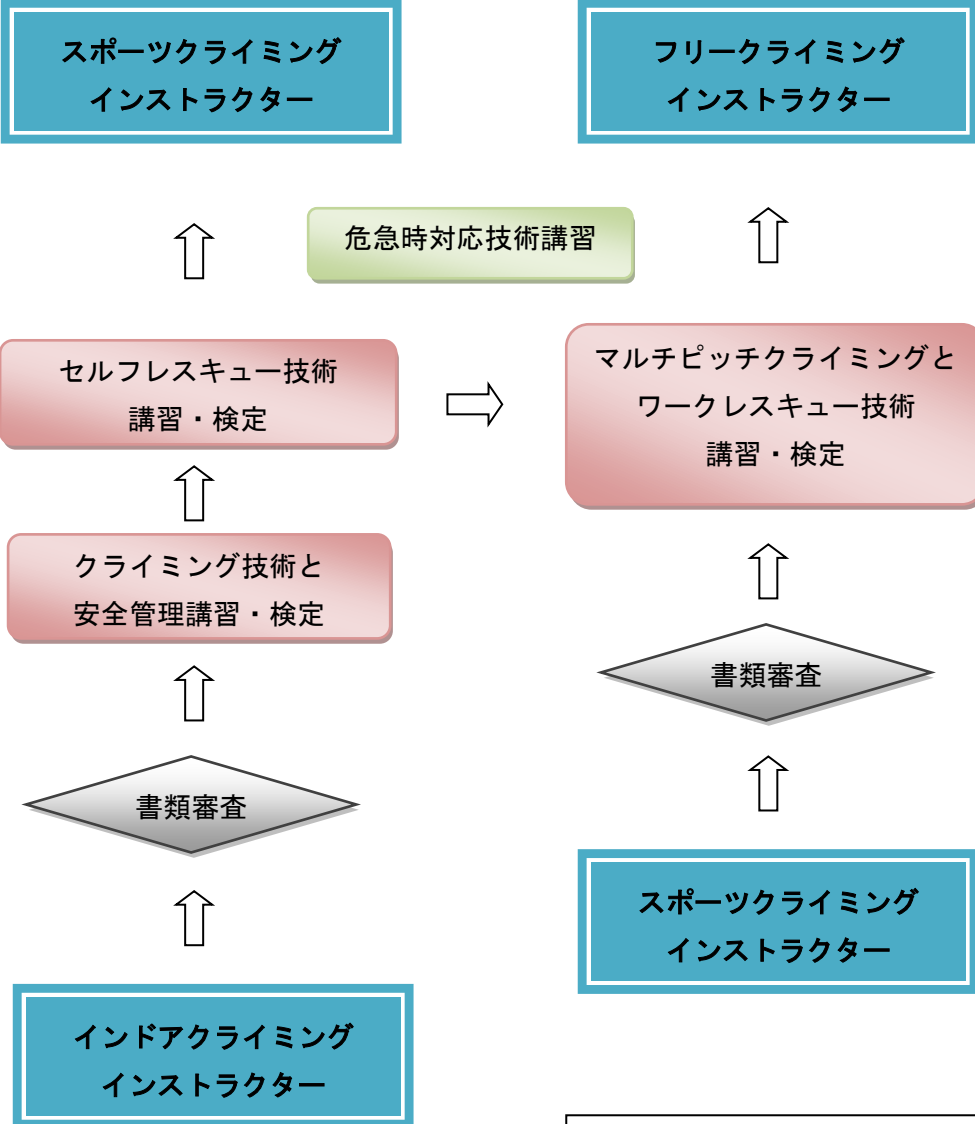 スポーツクライミング
インストラクター
フリークライミング
インストラクター
危急時対応技術講習
セルフレスキュー技術
講習・検定
マルチピッチクライミングと
ワークレスキュー技術
講習・検定
クライミング技術と
安全管理講習・検定
書類審査
書類審査
スポーツクライミング
インストラクター
インドアクライミング
インストラクター